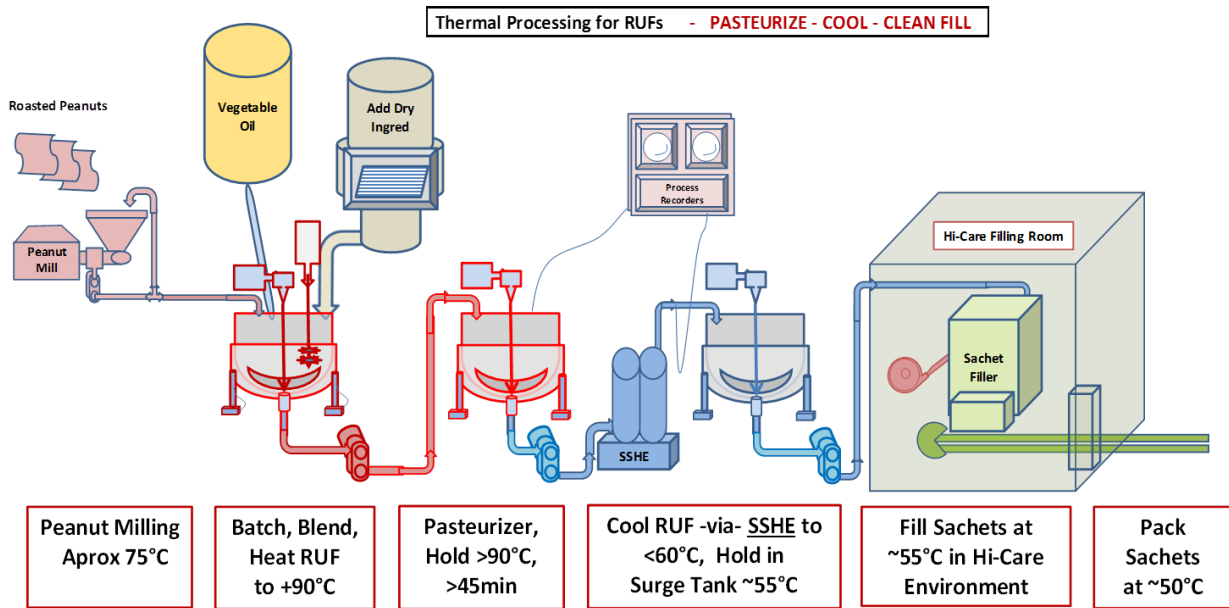 Thermal Processing for RUFs - PASTEURIZE - COOL - CLEAN FILL
Roasted Peanuts
Vegetable
Oil
Add Dry
Ingred
Process
Recorders
Peanut
Mill
Hi-Care Filling Room
Sachet
Filler
SSHE
Peanut Milling
Aprox 75°C
Batch, Blend,
Heat RUF
to +90°C
Pasteurizer,
Hold >90°C,
>45min
Cool RUF -via- SSHE to
<60°C, Hold in
Surge Tank ~55°C
Fill Sachets at
~55°C in Hi-Care
Environment
Pack
Sachets
at ~50°C